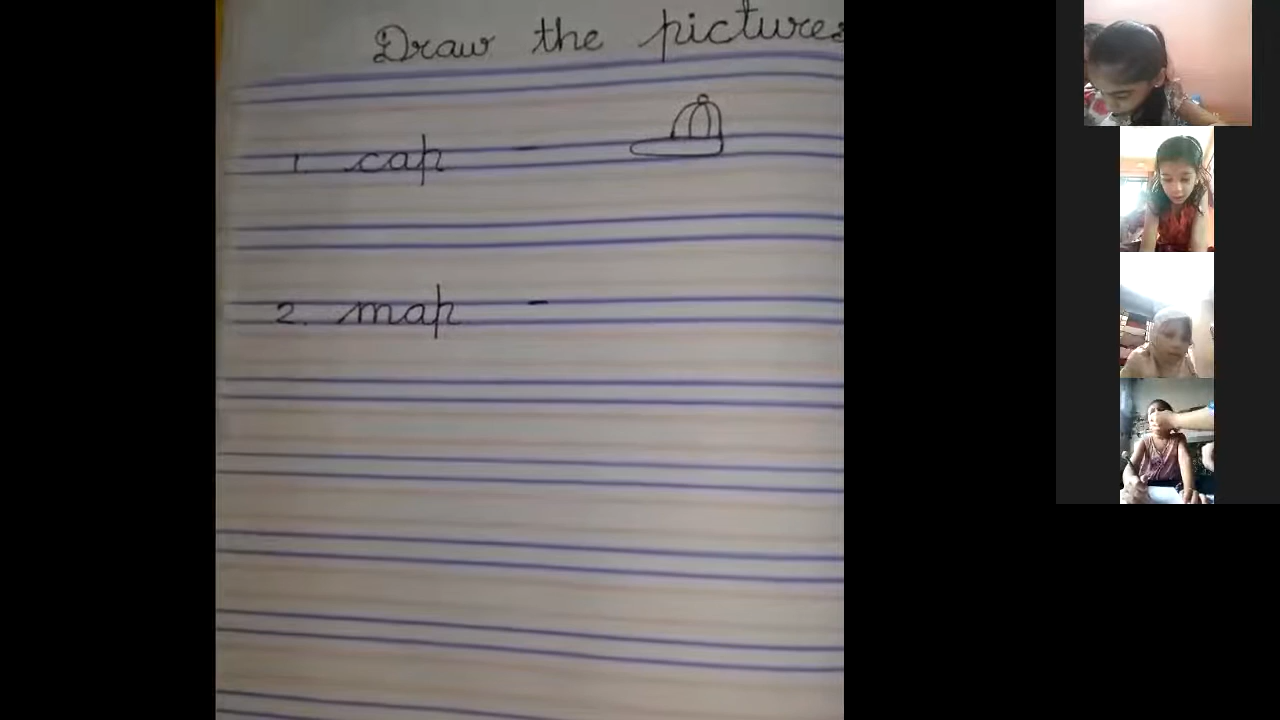 Draw the pictures
1. cap -
2. map -